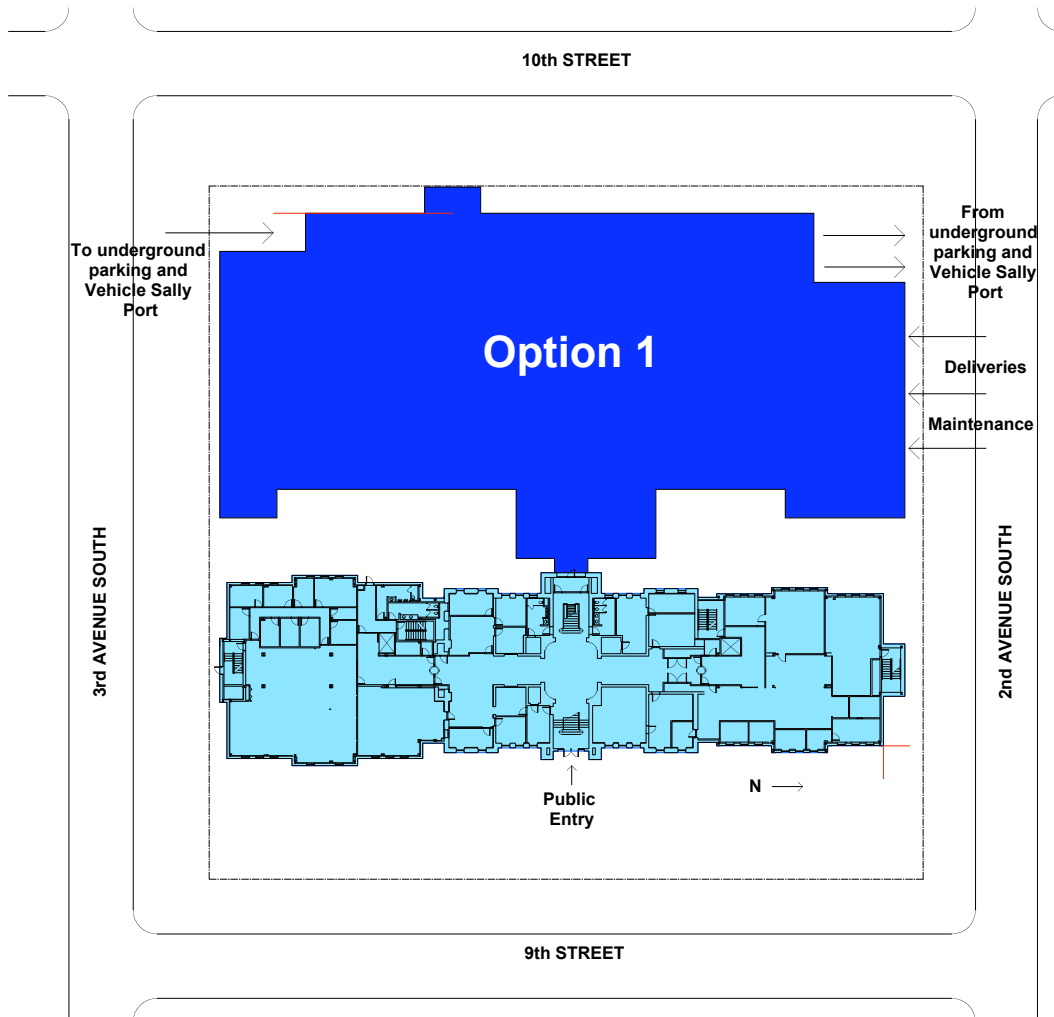 10th STREET
To underground
parking and
Vehicle Sally
Port
From
underground
parking and
Vehicle Sally
Port
Option 1
Deliveries
Maintenance
3rd AVENUE SOUTH
2nd AVENUE SOUTH
N
Public
Entry
9th STREET